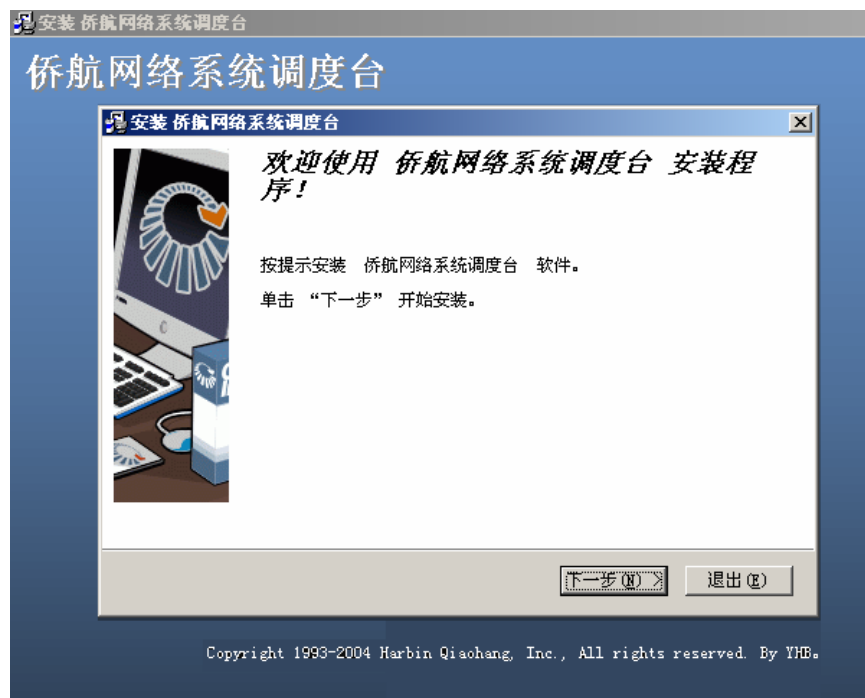 安装 侨航网络系统调度台
侨航网络系统调度台
安装 侨航网络系统调度台
欢迎使用 侨航网络系统调度台 安装程
序!
按提示安装 侨航网络系统调度台 软件。
单击 “下一步” 开始安装。
下一步(N) >
退出(E)
Copyright 1993-2004 Harbin Qiaohang, Inc., All rights reserved. By YHB。